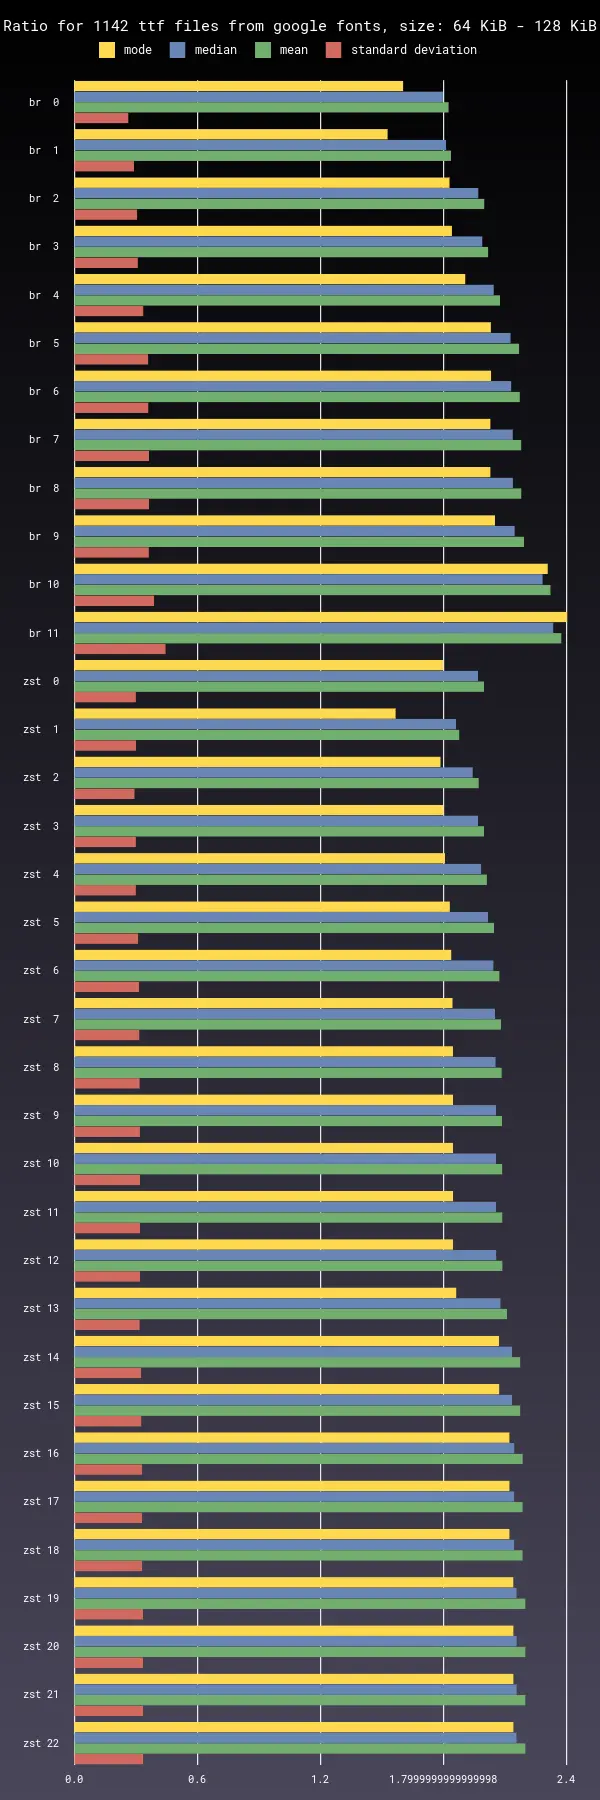 Ratio for 1142 ttf files from google fonts, size: 64 KiB - 128 KiB
mode median mean standard deviation
br 0
br 1
br 2
br 3
br 4
br 5
br 6
br 7
br 8
br 9
br 10
br 11
zst 0
zst 1
zst 2
zst 3
zst 4
zst 5
zst 6
zst 7
zst 8
zst 9
zst 10
zst 11
zst 12
zst 13
zst 14
zst 15
zst 16
zst 17
zst 18
zst 19
zst 20
zst 21
zst 22
0.0 0.6 1.2 1.7999999999999998 2.4